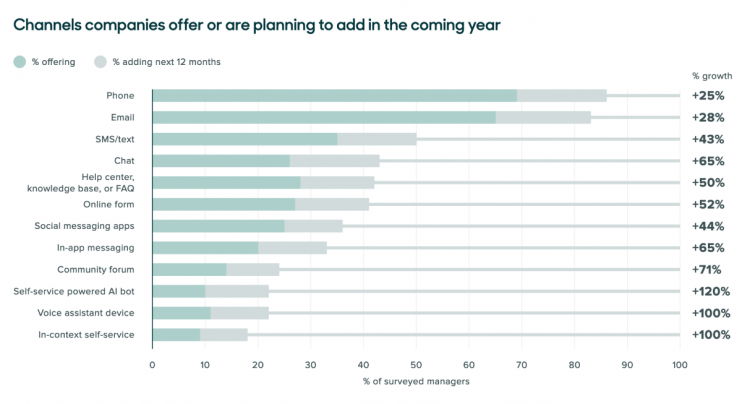 Channels companies offer or are planning to add in the coming year
% offering
% adding next 12 months
% growth
Phone
+25%
Email
+28%
SMS/text
+43%
Chat
+65%
Help center,
knowledge base, or FAQ
+50%
Online form
+52%
Social messaging apps
+44%
In-app messaging
+65%
Community forum
+71%
Self-service powered AI bot
+120%
Voice assistant device
+100%
In-context self-service
+100%
0 10 20 30 40 50 60 70 80 90 100
% of surveyed managers